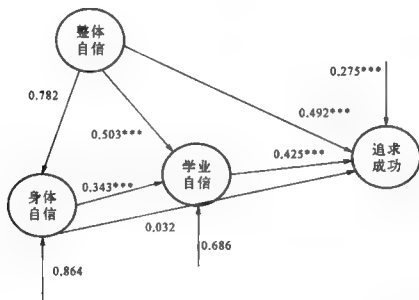 整体
自信
0.275***
0.782
0.492***
0.503***
学业
自信
0.425***
追求
成功
0.343***
身体
自信
0.032
0.686
0.864